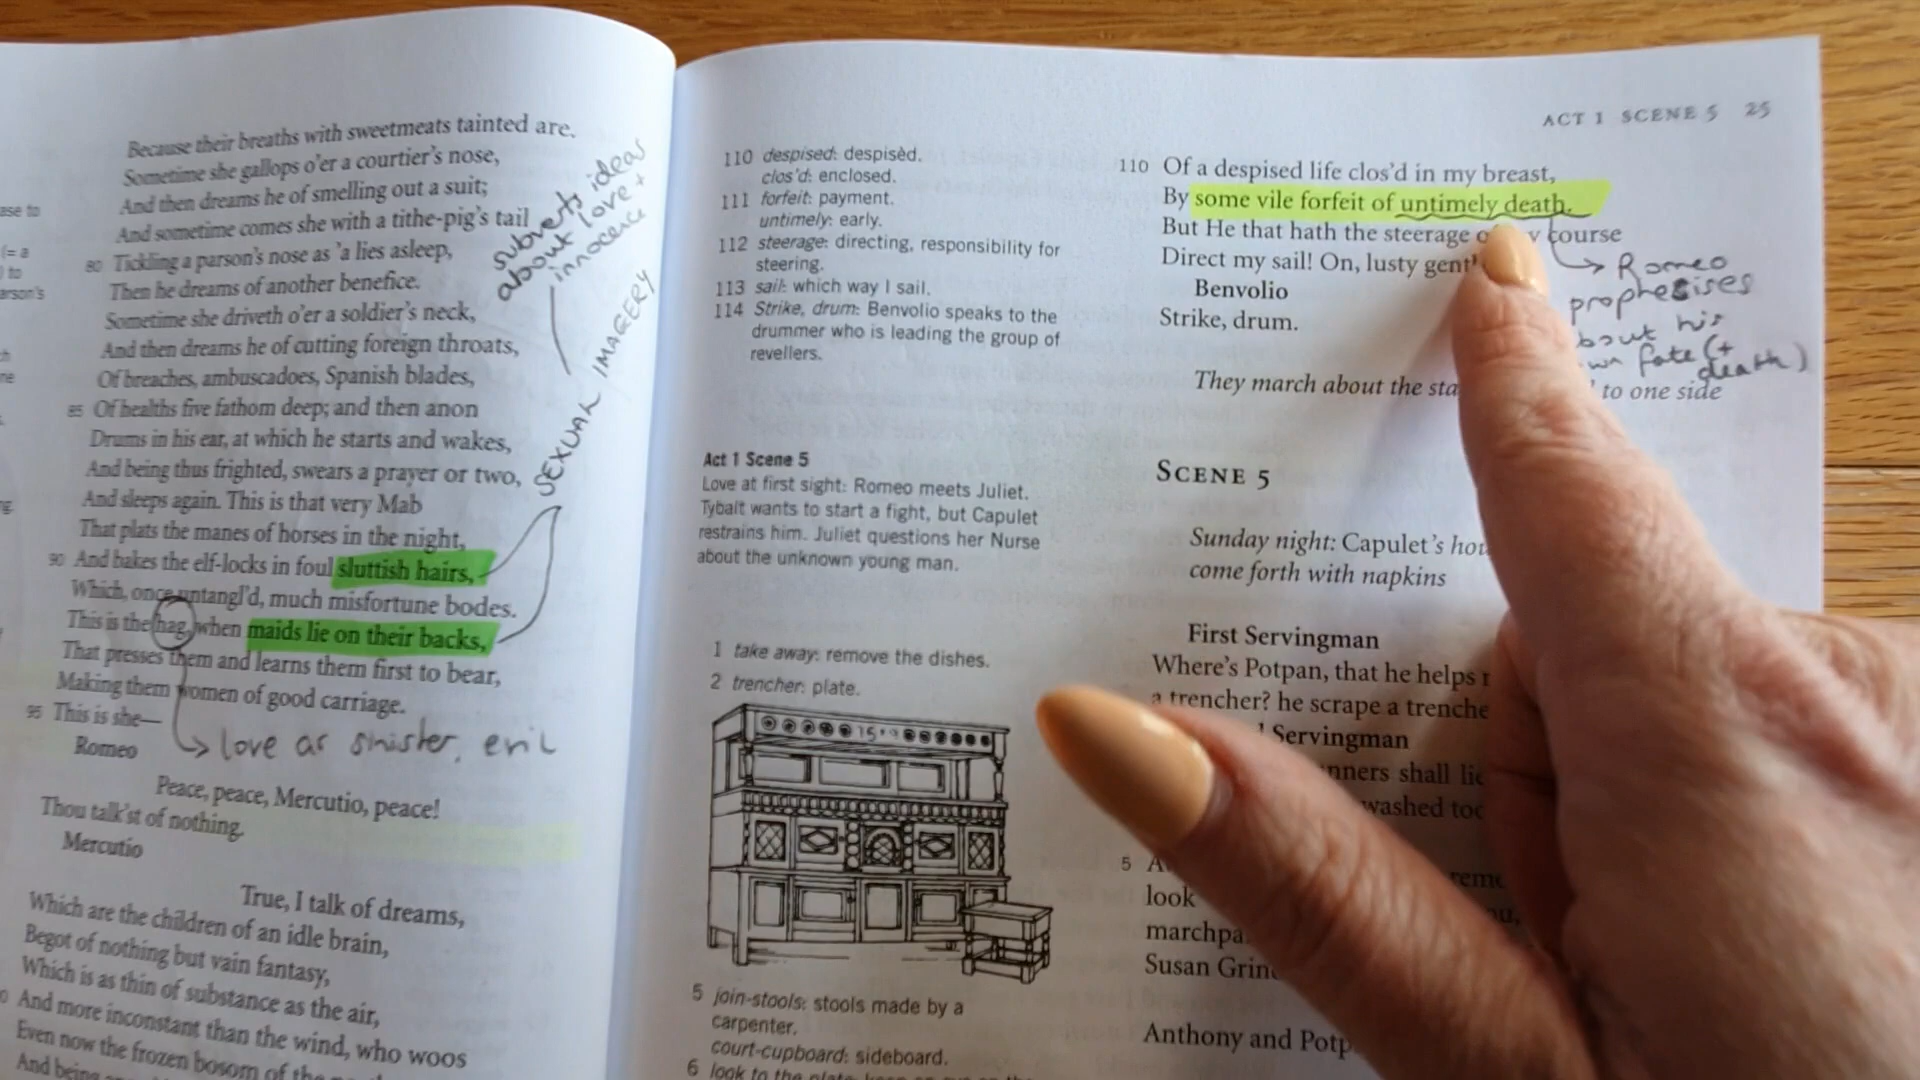 Because their breaths with sweetmeats tainted are.
Sometime she gallops o'er a courtier's nose,
And then dreams he of smelling out a suit;
And sometime comes she with a tithe-pig's tail
80 Tickling a parson's nose as 'a lies asleep,
Then he dreams of another benefice.
Sometime she driveth o'er a soldier's neck,
And then dreams he of cutting foreign throats,
Of breaches, ambuscadoes, Spanish blades,
85 Of healths five fathom deep; and then anon
Drums in his ear, at which he starts and wakes,
And being thus frighted, swears a prayer or two,
And sleeps again. This is that very Mab
That plats the manes of horses in the night,
90 And bakes the elf-locks in foul sluttish hairs,
Which, once untangl'd, much misfortune bodes.
This is the hag, when maids lie on their backs,
That presses them and learns them first to bear,
Making them women of good carriage.
95 This is she—
Romeo
Peace, peace, Mercutio, peace!
Thou talk'st of nothing.
Mercutio
True, I talk of dreams,
Which are the children of an idle brain,
Begot of nothing but vain fantasy,
Which is as thin of substance as the air,
And more inconstant than the wind, who woos
Even now the frozen bosom of the
And being
ase to
(= a
to
arson's
subverts ideas
about love +
innocence
SEXUAL IMAGERY
love as sinister, evil
ACT 1 SCENE 5 25
110 despised: despisèd.
clos'd: enclosed.
111 forfeit: payment.
untimely: early.
112 steerage: directing, responsibility for
steering.
113 sail: which way I sail.
114 Strike, drum: Benvolio speaks to the
drummer who is leading the group of
revellers.
Act 1 Scene 5
Love at first sight: Romeo meets Juliet.
Tybalt wants to start a fight, but Capulet
restrains him. Juliet questions her Nurse
about the unknown young man.
1 take away: remove the dishes.
2 trencher: plate.
5 join-stools: stools made by a
carpenter.
court-cupboard: sideboard.
6 look to the plate: keep an eye on the
110 Of a despised life clos'd in my breast,
By some vile forfeit of untimely death.
But He that hath the steerage of my course
Direct my sail! On, lusty gentl
Benvolio
Strike, drum.
They march about the sta to one side
Romeo
prophesises
about his
own fate (+
death)
SCENE 5
Sunday night: Capulet's hou
come forth with napkins
First Servingman
Where's Potpan, that he helps
a trencher? he scrape a trenche
Servingman
nners shall lie
washed too
5 A
look
marchpa
Susan Grin
Anthony and Potp